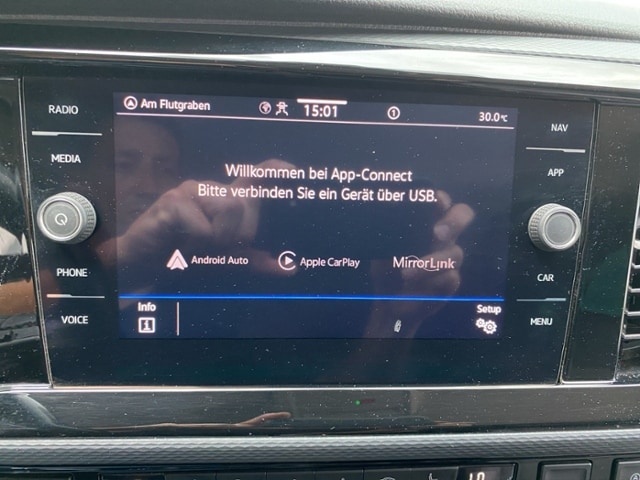 RADIO
MEDIA
PHONE
VOICE
Am Flutgraben
15:01
1
30.0°C
Willkommen bei App-Connect
Bitte verbinden Sie ein Gerät über USB.
Android Auto
Apple CarPlay
MirrorLink
Info
Setup
NAV
APP
CAR
MENU